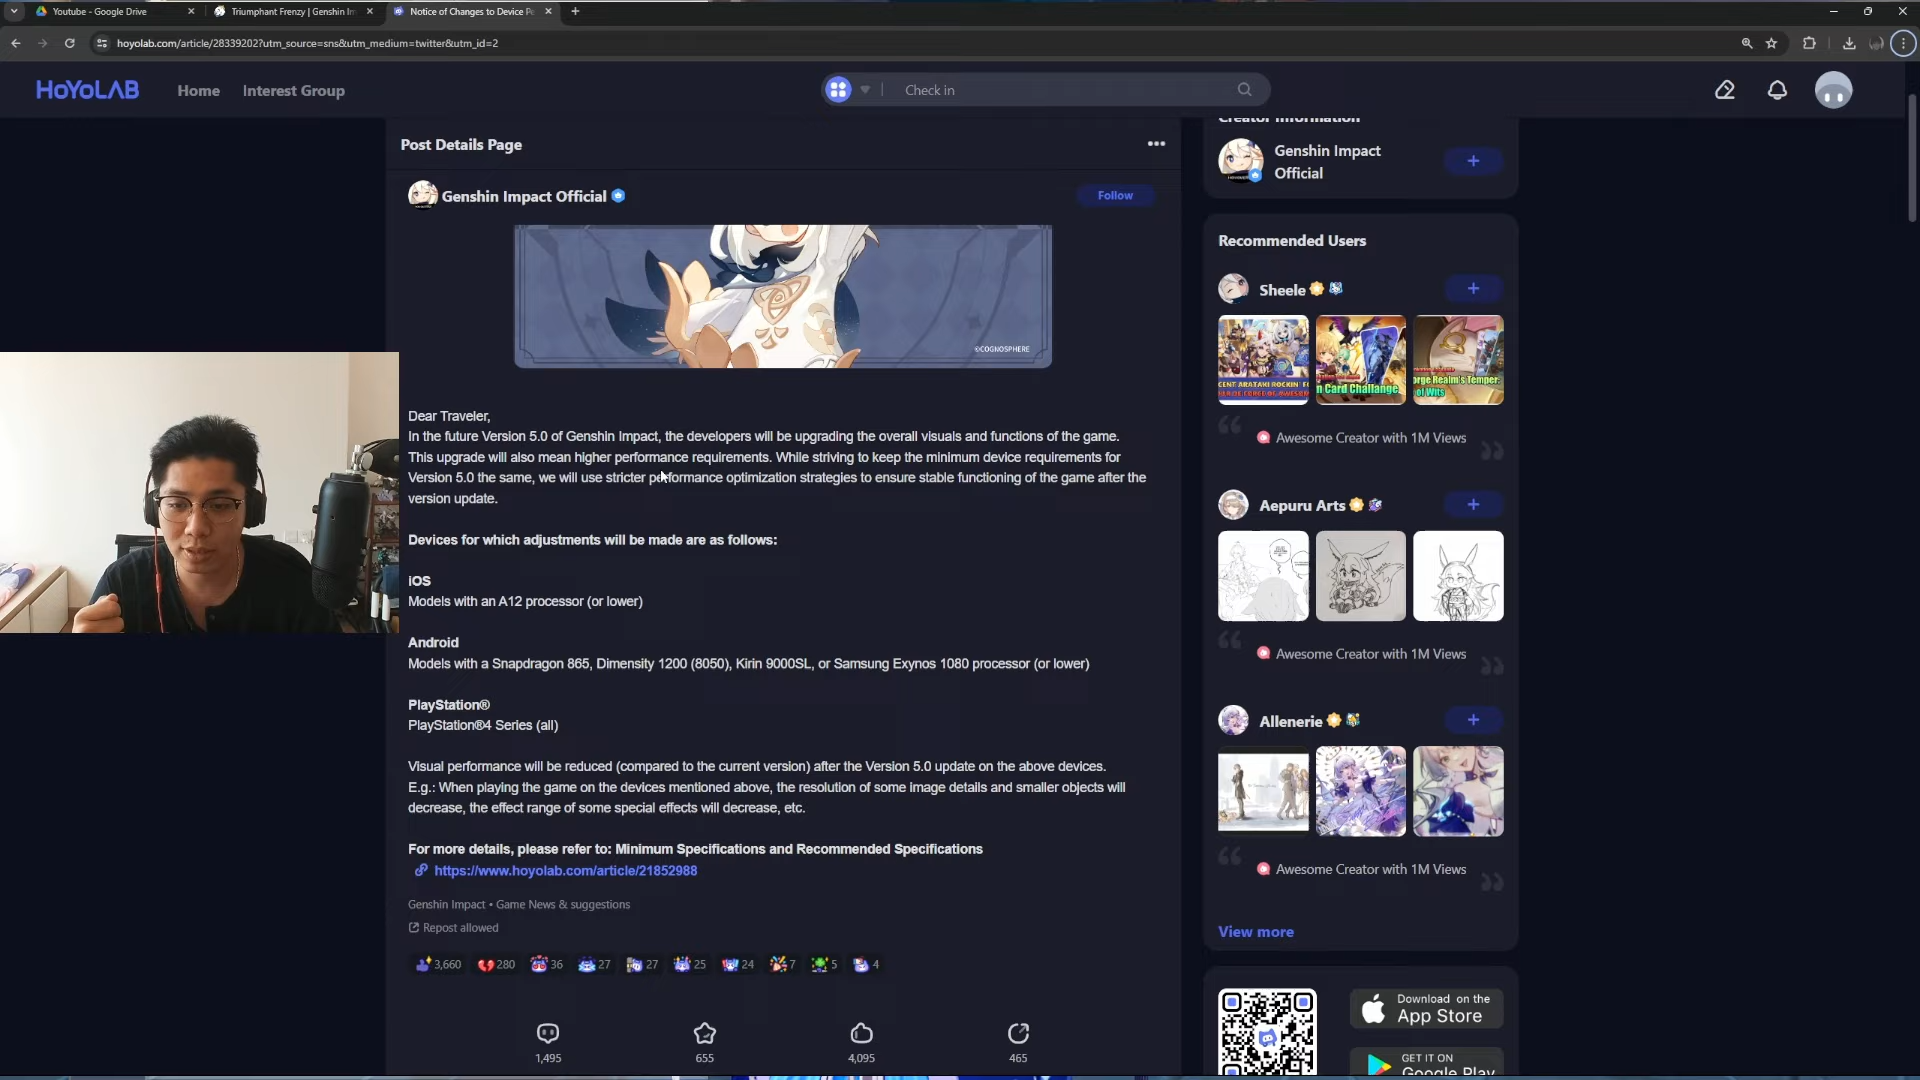 Youtube - Google Drive
Triumphant Frenzy | Genshin Im
Notice of Changes to Device Pe
hoyolab.com/article/28339202?utm_source=sns&utm_medium=twitter&utm_id=2
HoYoLAB
Home
Interest Group
Check in
Post Details Page
Genshin Impact Official
Follow
©COGNOSPHERE
Dear Traveler,
In the future Version 5.0 of Genshin Impact, the developers will be upgrading the overall visuals and functions of the game.
This upgrade will also mean higher performance requirements. While striving to keep the minimum device requirements for
Version 5.0 the same, we will use stricter performance optimization strategies to ensure stable functioning of the game after the
version update.
Devices for which adjustments will be made are as follows:
iOS
Models with an A12 processor (or lower)
Android
Models with a Snapdragon 865, Dimensity 1200 (8050), Kirin 9000SL, or Samsung Exynos 1080 processor (or lower)
PlayStation®
PlayStation®4 Series (all)
Visual performance will be reduced (compared to the current version) after the Version 5.0 update on the above devices.
E.g.: When playing the game on the devices mentioned above, the resolution of some image details and smaller objects will
decrease, the effect range of some special effects will decrease, etc.
For more details, please refer to: Minimum Specifications and Recommended Specifications
https://www.hoyolab.com/article/21852988
Genshin Impact • Game News & suggestions
Repost allowed
3,660 280 36 27 27 25 24 7 5 4
1,495 655 4,095 465
Creator Information
Genshin Impact
Official
Recommended Users
Sheele
CENT ARATAKI ROCKIN' F
n Card Challange
orge Realm's Temper:
of Wits
Awesome Creator with 1M Views
Aepuru Arts
Awesome Creator with 1M Views
Allenerie
Awesome Creator with 1M Views
View more
Download on the
App Store
GET IT ON
Google Play